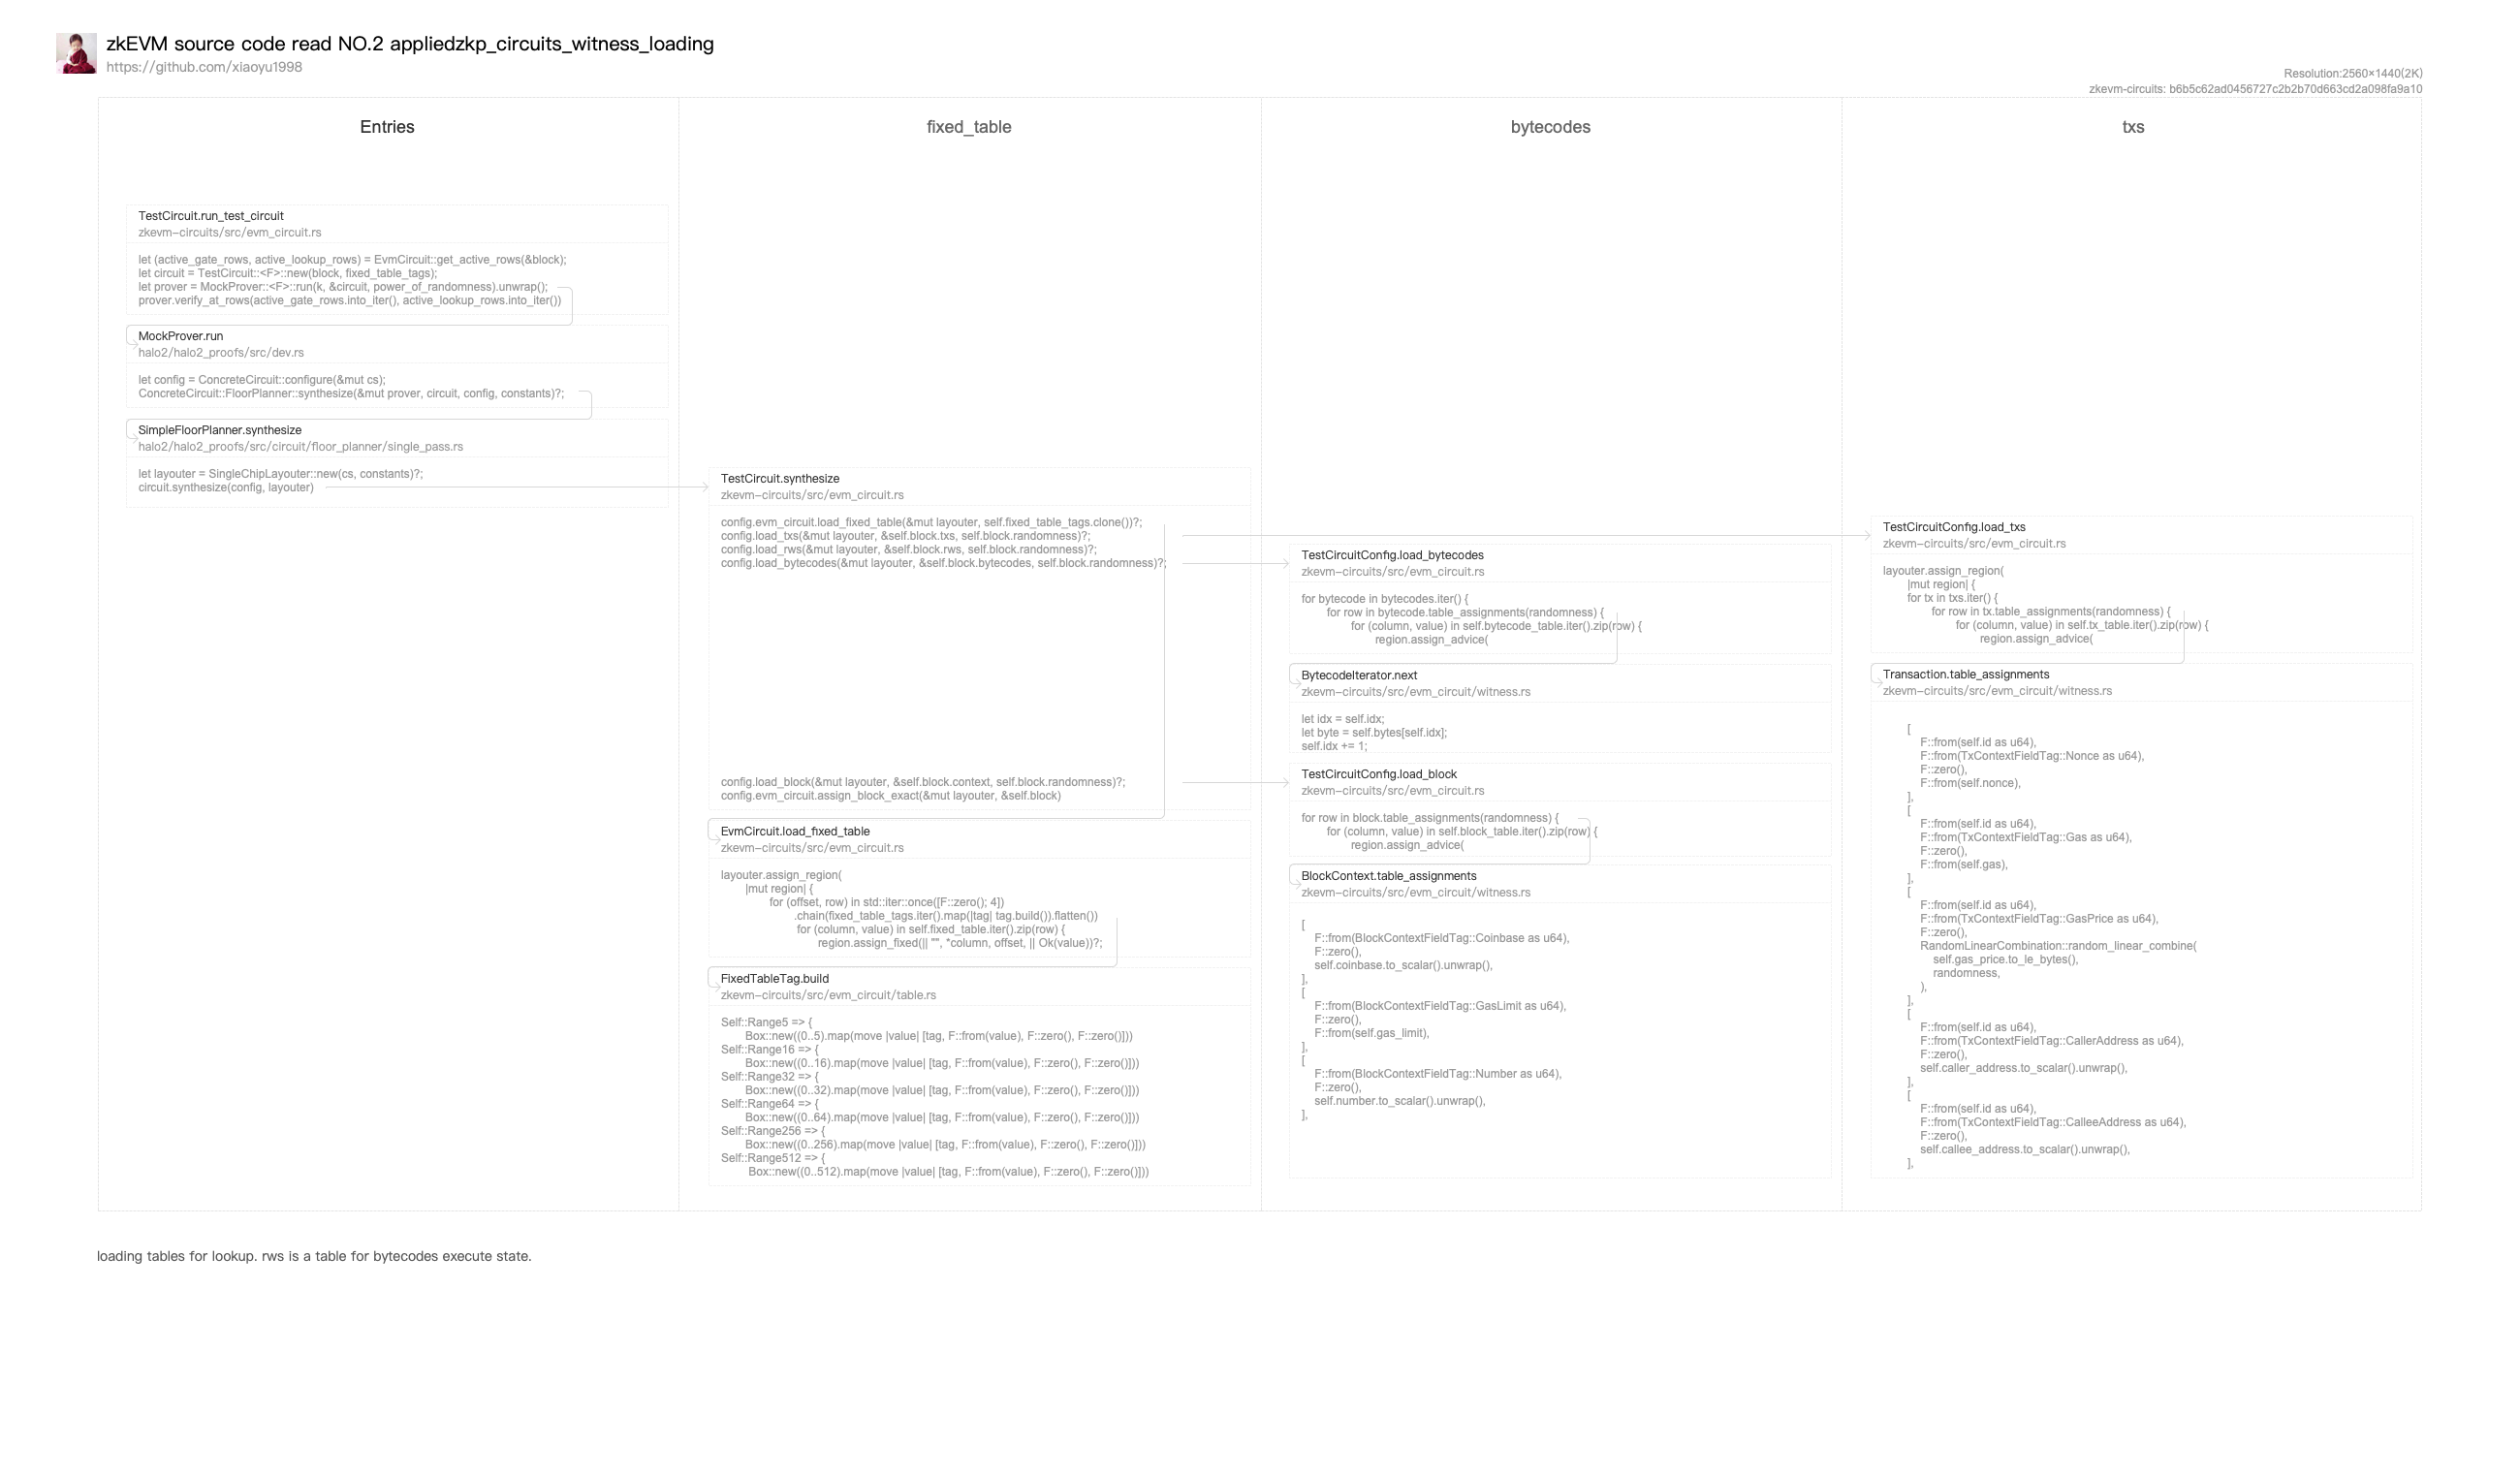 zkEVM source code read NO.2 appliedzkp_circuits_witness_loading
https://github.com/xiaoyu1998
Resolution:2560×1440(2K)
zkevm-circuits: b6b5c62ad0456727c2b2b70d663cd2a098fa9a10
Entries
TestCircuit.run_test_circuit
zkevm-circuits/src/evm_circuit.rs
let (active_gate_rows, active_lookup_rows) = EvmCircuit::get_active_rows(&block);
let circuit = TestCircuit::<F>::new(block, fixed_table_tags);
let prover = MockProver::<F>::run(k, &circuit, power_of_randomness).unwrap();
prover.verify_at_rows(active_gate_rows.into_iter(), active_lookup_rows.into_iter())
MockProver.run
halo2/halo2_proofs/src/dev.rs
let config = ConcreteCircuit::configure(&mut cs);
ConcreteCircuit::FloorPlanner::synthesize(&mut prover, circuit, config, constants)?;
SimpleFloorPlanner.synthesize
halo2/halo2_proofs/src/circuit/floor_planner/single_pass.rs
let layouter = SingleChipLayouter::new(cs, constants)?;
circuit.synthesize(config, layouter)
fixed_table
TestCircuit.synthesize
zkevm-circuits/src/evm_circuit.rs
config.evm_circuit.load_fixed_table(&mut layouter, self.fixed_table_tags.clone())?;
config.load_txs(&mut layouter, &self.block.txs, self.block.randomness)?;
config.load_rws(&mut layouter, &self.block.rws, self.block.randomness)?;
config.load_bytecodes(&mut layouter, &self.block.bytecodes, self.block.randomness)?;
config.load_block(&mut layouter, &self.block.context, self.block.randomness)?;
config.evm_circuit.assign_block_exact(&mut layouter, &self.block)
EvmCircuit.load_fixed_table
zkevm-circuits/src/evm_circuit.rs
layouter.assign_region(
|mut region| {
for (offset, row) in std::iter::once([F::zero(); 4])
.chain(fixed_table_tags.iter().map(|tag| tag.build()).flatten())
for (column, value) in self.fixed_table.iter().zip(row) {
region.assign_fixed(|| "", *column, offset, || Ok(value))?;
FixedTableTag.build
zkevm-circuits/src/evm_circuit/table.rs
Self::Range5 => {
Box::new((0..5).map(move |value| [tag, F::from(value), F::zero(), F::zero()]))
Self::Range16 => {
Box::new((0..16).map(move |value| [tag, F::from(value), F::zero(), F::zero()]))
Self::Range32 => {
Box::new((0..32).map(move |value| [tag, F::from(value), F::zero(), F::zero()]))
Self::Range64 => {
Box::new((0..64).map(move |value| [tag, F::from(value), F::zero(), F::zero()]))
Self::Range256 => {
Box::new((0..256).map(move |value| [tag, F::from(value), F::zero(), F::zero()]))
Self::Range512 => {
Box::new((0..512).map(move |value| [tag, F::from(value), F::zero(), F::zero()]))
bytecodes
TestCircuitConfig.load_bytecodes
zkevm-circuits/src/evm_circuit.rs
for bytecode in bytecodes.iter() {
for row in bytecode.table_assignments(randomness) {
for (column, value) in self.bytecode_table.iter().zip(row) {
region.assign_advice(
BytecodeIterator.next
zkevm-circuits/src/evm_circuit/witness.rs
let idx = self.idx;
let byte = self.bytes[self.idx];
self.idx += 1;
TestCircuitConfig.load_block
zkevm-circuits/src/evm_circuit.rs
for row in block.table_assignments(randomness) {
for (column, value) in self.block_table.iter().zip(row) {
region.assign_advice(
BlockContext.table_assignments
zkevm-circuits/src/evm_circuit/witness.rs
[
F::from(BlockContextFieldTag::Coinbase as u64),
F::zero(),
self.coinbase.to_scalar().unwrap(),
],
[
F::from(BlockContextFieldTag::GasLimit as u64),
F::zero(),
F::from(self.gas_limit),
],
[
F::from(BlockContextFieldTag::Number as u64),
F::zero(),
self.number.to_scalar().unwrap(),
],
txs
TestCircuitConfig.load_txs
zkevm-circuits/src/evm_circuit.rs
layouter.assign_region(
|mut region| {
for tx in txs.iter() {
for row in tx.table_assignments(randomness) {
for (column, value) in self.tx_table.iter().zip(row) {
region.assign_advice(
Transaction.table_assignments
zkevm-circuits/src/evm_circuit/witness.rs
[
F::from(self.id as u64),
F::from(TxContextFieldTag::Nonce as u64),
F::zero(),
F::from(self.nonce),
],
[
F::from(self.id as u64),
F::from(TxContextFieldTag::Gas as u64),
F::zero(),
F::from(self.gas),
],
[
F::from(self.id as u64),
F::from(TxContextFieldTag::GasPrice as u64),
F::zero(),
RandomLinearCombination::random_linear_combine(
self.gas_price.to_le_bytes(),
randomness,
),
],
[
F::from(self.id as u64),
F::from(TxContextFieldTag::CallerAddress as u64),
F::zero(),
self.caller_address.to_scalar().unwrap(),
],
[
F::from(self.id as u64),
F::from(TxContextFieldTag::CalleeAddress as u64),
F::zero(),
self.callee_address.to_scalar().unwrap(),
],
loading tables for lookup. rws is a table for bytecodes execute state.